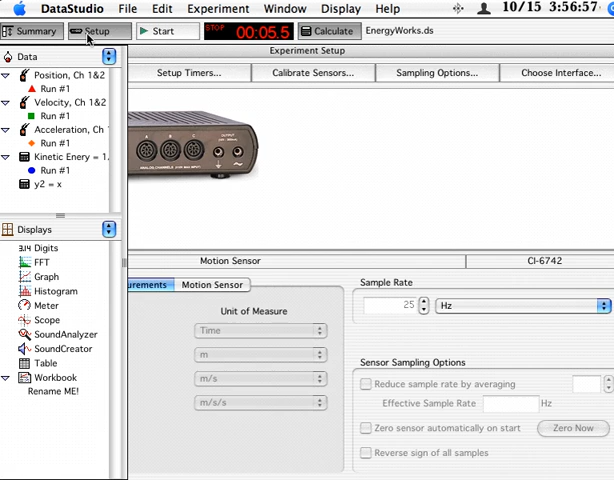 DataStudio File Edit Experiment Window Display Help 10/15 3:56:57
Summary Setup Start STOP 00:05.5 Calculate EnergyWorks.ds
Experiment Setup
Data
Setup Timers... Calibrate Sensors... Sampling Options... Choose Interface...
Position, Ch 1&2
Run #1
Velocity, Ch 1&2
Run #1
Acceleration, Ch
Run #1
Kinetic Enery = 1.
Run #1
y2 = x
A B C OUTPUT
Displays
3.14 Digits
FFT
Graph
Histogram
Meter
Scope
SoundAnalyzer
SoundCreator
Table
Workbook
Rename ME!
Motion Sensor CI-6742
urements Motion Sensor
Unit of Measure
Time
m
m/s
m/s/s
Sample Rate
25 Hz
Sensor Sampling Options
Reduce sample rate by averaging
Effective Sample Rate Hz
Zero sensor automatically on start Zero Now
Reverse sign of all samples